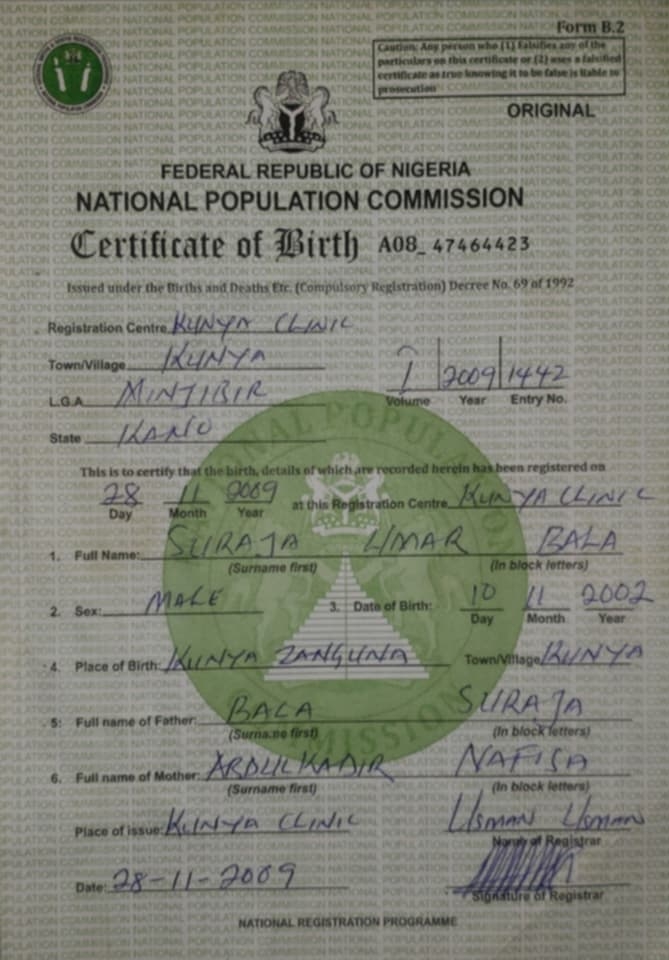 Form B.2
Caution: Any person who (1) falsifies any of the
particulars on this certificate or (2) uses a falsified
certificate as true knowing it to be false is liable to
prosecution
ORIGINAL
FEDERAL REPUBLIC OF NIGERIA
NATIONAL POPULATION COMMISSION
Certificate of Birth A08_ 47464423
Issued under the Births and Deaths Etc. (Compulsory Registration) Decree No. 69 of 1992
Registration Centre KUNYA CLINIC
Town/Village KUNYA
L.G.A MINJIBIR
1 2009 1442
Volume Year Entry No.
State KANO
This is to certify that the birth, details of which are recorded herein has been registered on
28 11 2009 at this Registration Centre KUNYA CLINIC
Day Month Year
1. Full Name: SURAJA UMAR BALA
(Surname first) (In block letters)
2. Sex: MALE 3. Date of Birth: 10 11 2002
Day Month Year
4. Place of Birth: KUNYA ZANGUNA Town/Village KUNYA
5: Full name of Father: BALA SURAJA
(Surname first) (In block letters)
6. Full name of Mother: ABDULKADIR NAFISA
(Surname first) (In block letters)
Place of issue: KUNYA CLINIC Usman Usman
Name of Registrar
Date: 28-11-2009
Signature of Registrar
NATIONAL REGISTRATION PROGRAMME
NATIONAL POPULATION COMMISSION